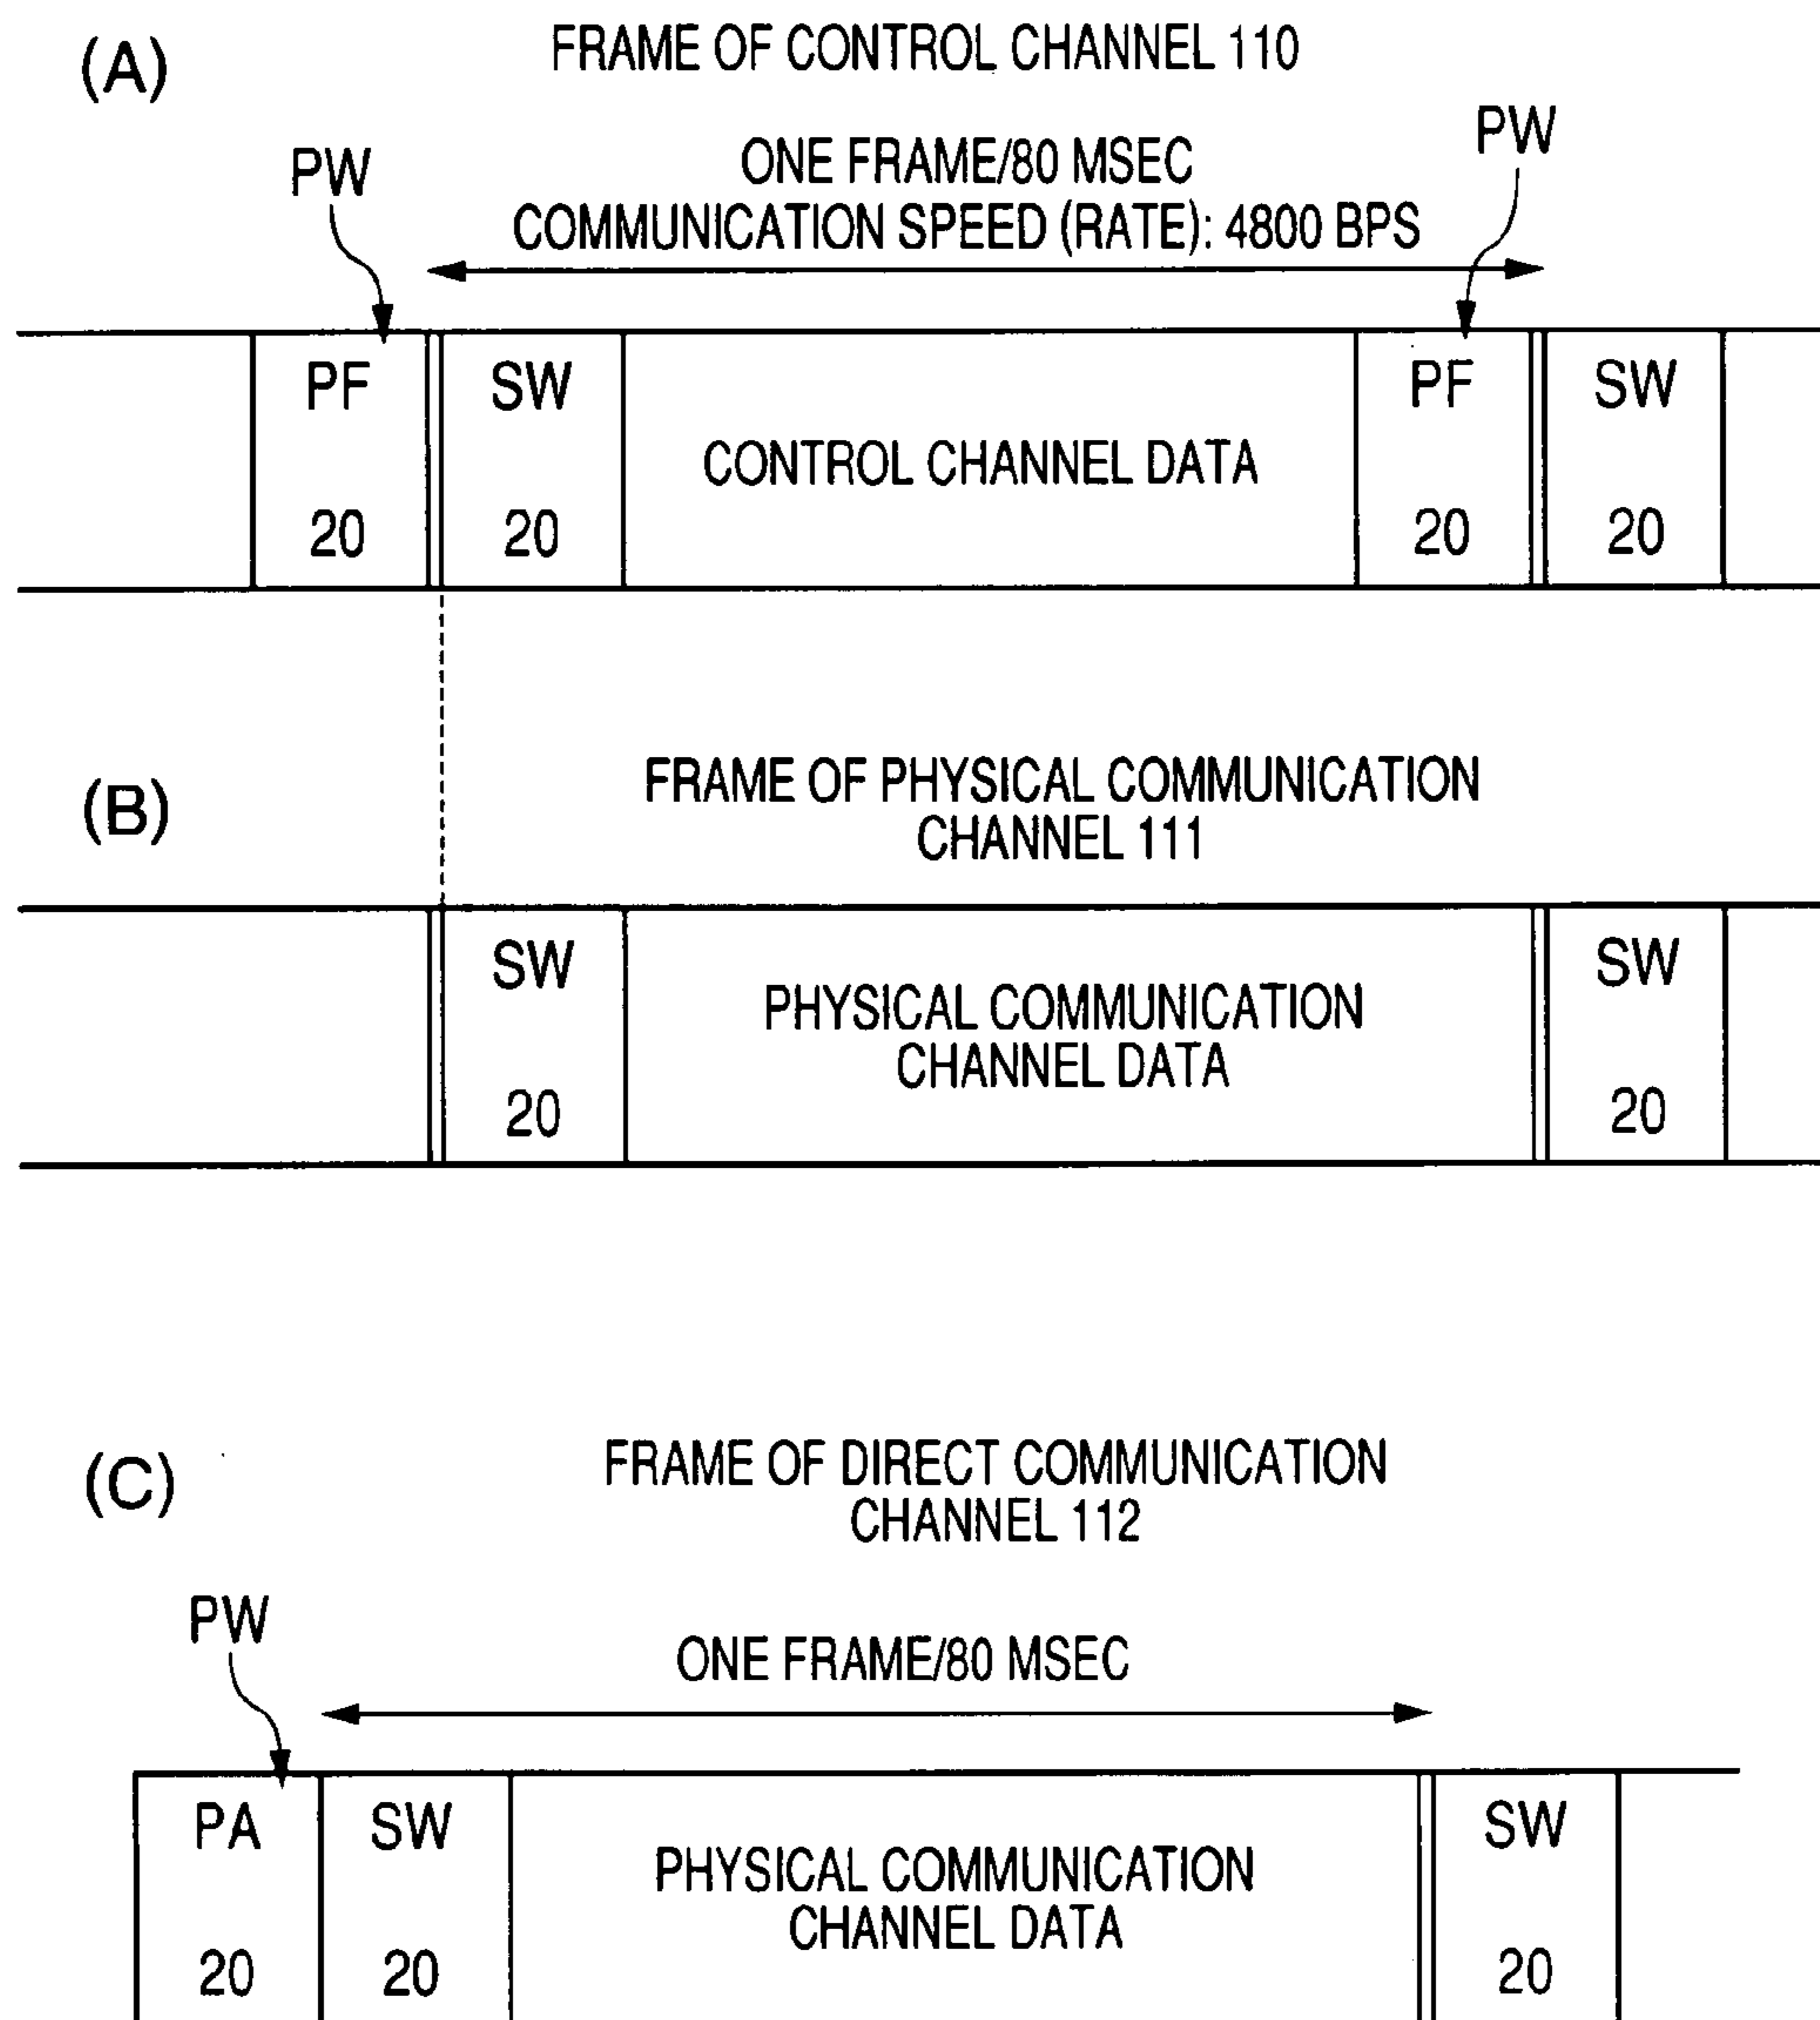 (A)
FRAME OF CONTROL CHANNEL 110
PW
ONE FRAME/80 MSEC
PW
COMMUNICATION SPEED (RATE): 4800 BPS
PF
SW
PF
SW
CONTROL CHANNEL DATA
20
20
20
20
(B)
FRAME OF PHYSICAL COMMUNICATION
CHANNEL 111
SW
SW
PHYSICAL COMMUNICATION
CHANNEL DATA
20
20
(C)
FRAME OF DIRECT COMMUNICATION
CHANNEL 112
PW
ONE FRAME/80 MSEC
PA
SW
SW
PHYSICAL COMMUNICATION
CHANNEL DATA
20
20
20